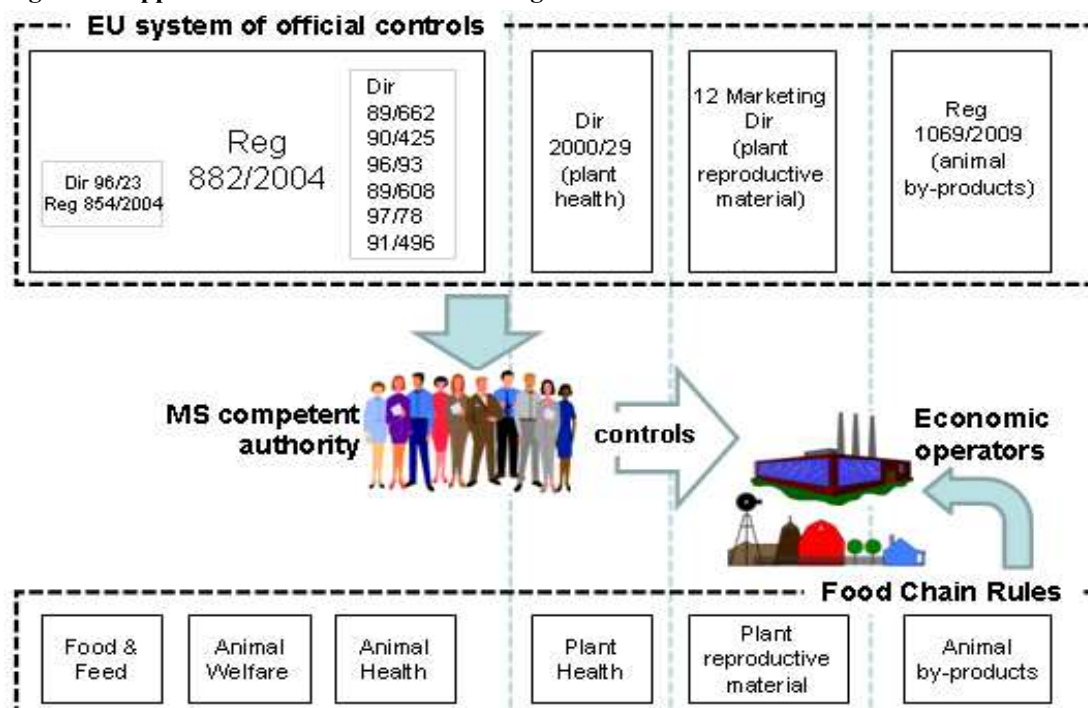 EU system of official controls
Dir 96/23
Reg 854/2004
Reg
882/2004
Dir
89/662
90/425
96/93
89/608
97/78
91/496
Dir
2000/29
(plant
health)
12 Marketing
Dir
(plant
reproductive
material)
Reg
1069/2009
(animal
by-products)
MS competent
authority
controls
Economic
operators
Food Chain Rules
Food &
Feed
Animal
Welfare
Animal
Health
Plant
Health
Plant
reproductive
material
Animal
by-products